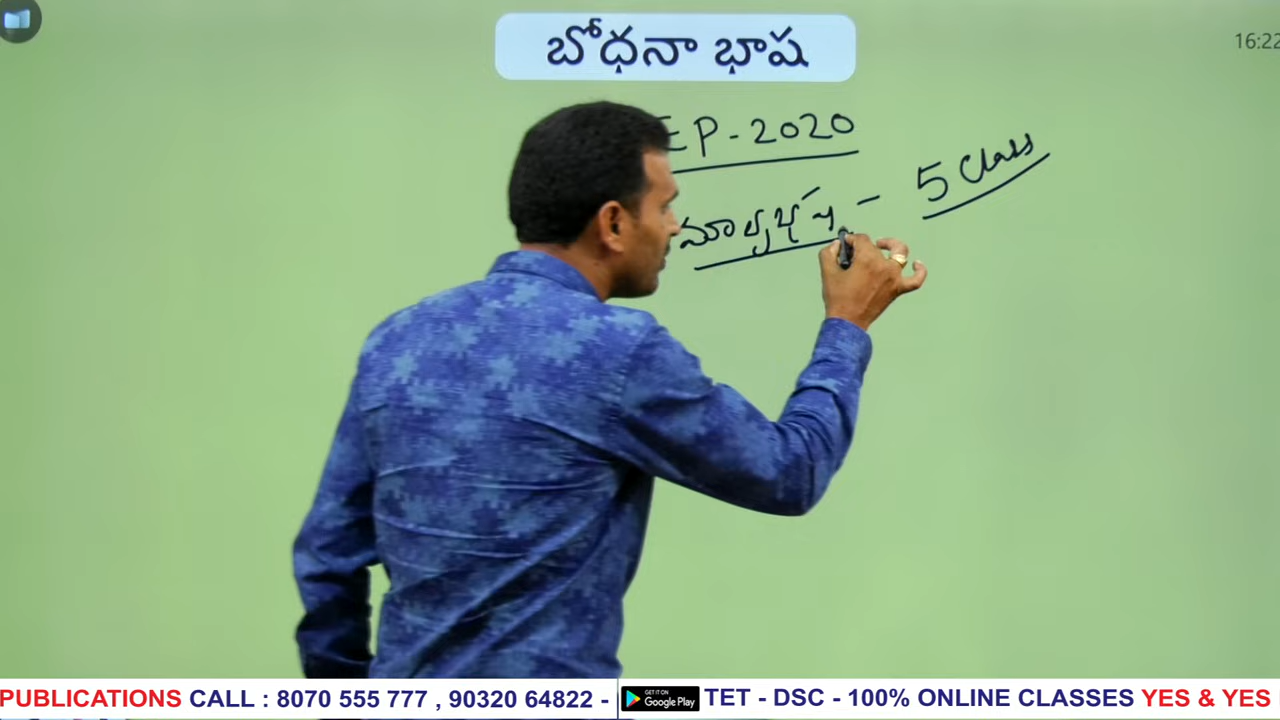 బోధనా భాష
16:22
EP-2020
మాతృభాష - 5 Class
PUBLICATIONS CALL : 8070 555 777 , 90320 64822 - GET IT ON Google Play TET - DSC - 100% ONLINE CLASSES YES & YES